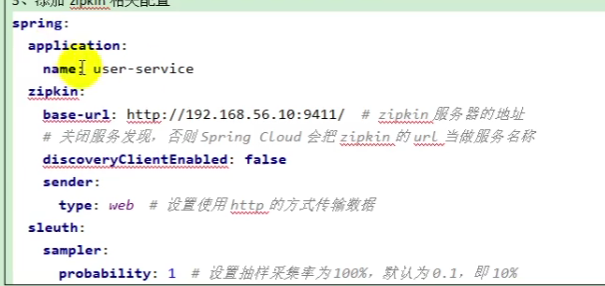 3、添加 zipkin 相关配置
spring:
application:
name: user-service
zipkin:
base-url: http://192.168.56.10:9411/ # zipkin 服务器的地址
# 关闭服务发现，否则 Spring Cloud 会把 zipkin 的 url 当做服务名称
discoveryClientEnabled: false
sender:
type: web # 设置使用 http 的方式传输数据
sleuth:
sampler:
probability: 1 # 设置抽样采集率为 100%，默认为 0.1，即 10%